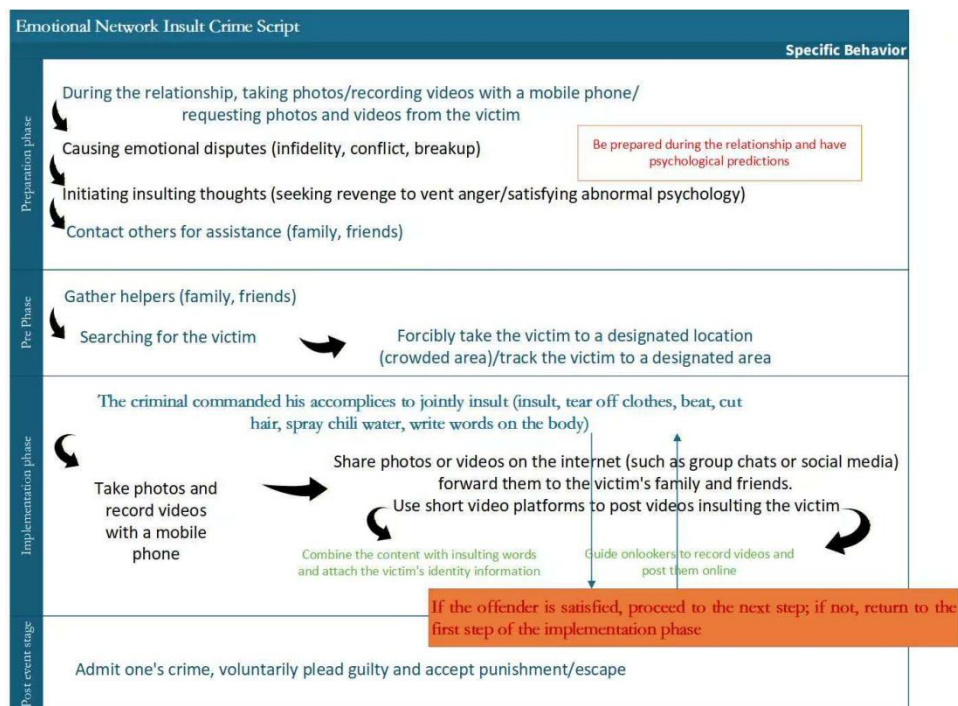 Emotional Network Insult Crime Script
Specific Behavior
Preparation phase
During the relationship, taking photos/recording videos with a mobile phone/
requesting photos and videos from the victim
Causing emotional disputes (infidelity, conflict, breakup)
Be prepared during the relationship and have
psychological predictions
Initiating insulting thoughts (seeking revenge to vent anger/satisfying abnormal psychology)
Contact others for assistance (family, friends)
Pre Phase
Gather helpers (family, friends)
Searching for the victim
Forcibly take the victim to a designated location
(crowded area)/track the victim to a designated area
Implementation phase
The criminal commanded his accomplices to jointly insult (insult, tear off clothes, beat, cut
hair, spray chili water, write words on the body)
Take photos and
record videos
with a mobile
phone
Share photos or videos on the internet (such as group chats or social media)
forward them to the victim's family and friends.
Use short video platforms to post videos insulting the victim
Combine the content with insulting words
and attach the victim's identity information
Guide onlookers to record videos and
post them online
If the offender is satisfied, proceed to the next step; if not, return to the
first step of the implementation phase
Post event stage
Admit one's crime, voluntarily plead guilty and accept punishment/escape